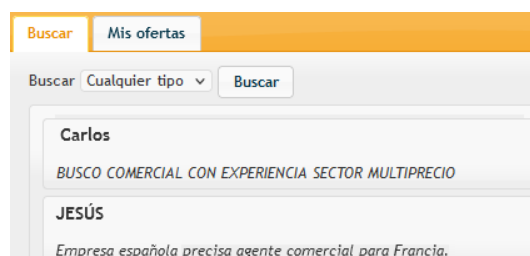 Buscar Mis ofertas
Buscar Cualquier tipo Buscar
Carlos
BUSCO COMERCIAL CON EXPERIENCIA SECTOR MULTIPRECIO
JESÚS
Empresa española precisa agente comercial para Francia.